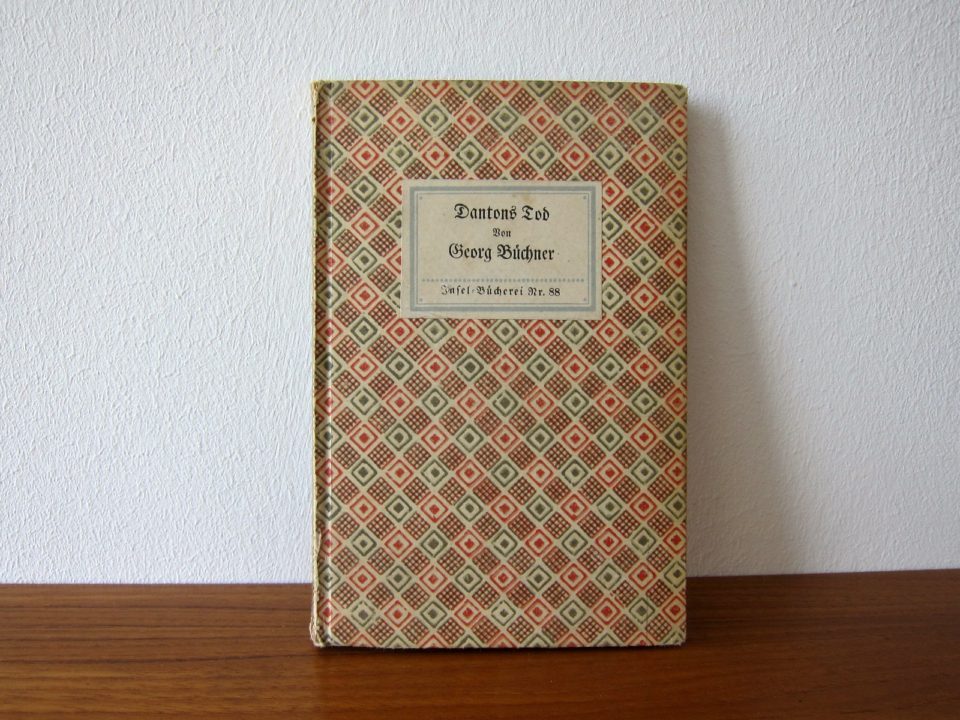 Dantons Tod
Von
Georg Büchner
Insel-Bücherei Nr. 88